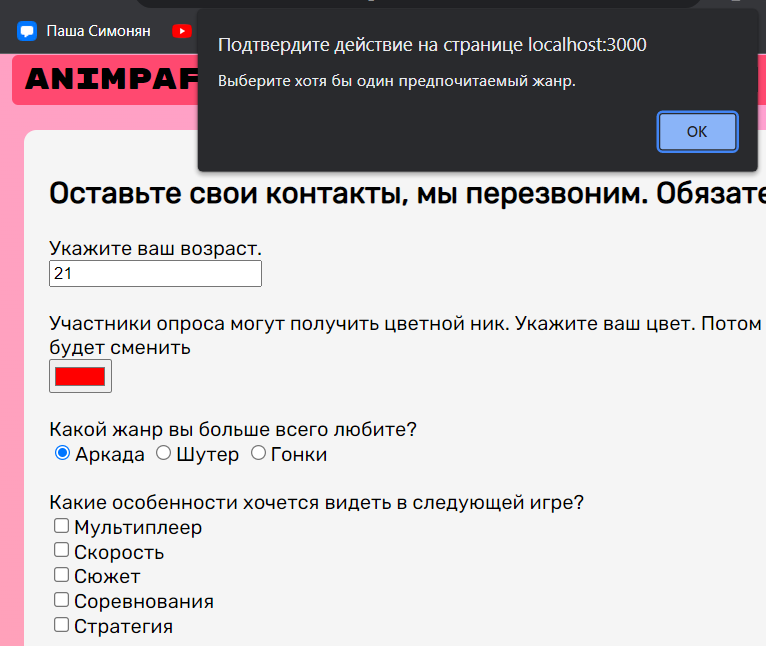 Паша Симонян
Подтвердите действие на странице localhost:3000
Выберите хотя бы один предпочитаемый жанр.
OK
Оставьте свои контакты, мы перезвоним.
Укажите ваш возраст.
21
Участники опроса могут получить цветной ник. Укажите ваш цвет. Потом
будет сменить
Какой жанр вы больше всего любите?
Аркада Шутер Гонки
Какие особенности хочется видеть в следующей игре?
Мультиплеер
Скорость
Сюжет
Соревнования
Стратегия